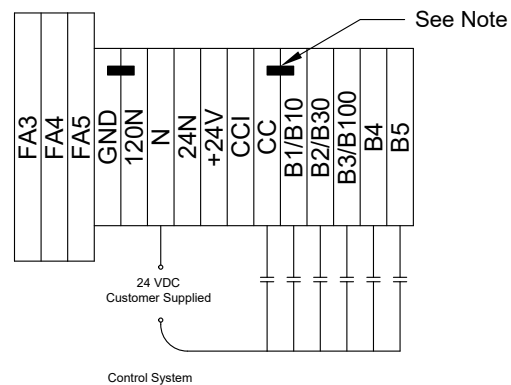 See Note
FA3
FA4
FA5
GND
120N
N
24N
+24V
CCI
CC
B1/B10
B2/B30
B3/B100
B4
B5
24 VDC
Customer Supplied
Control System